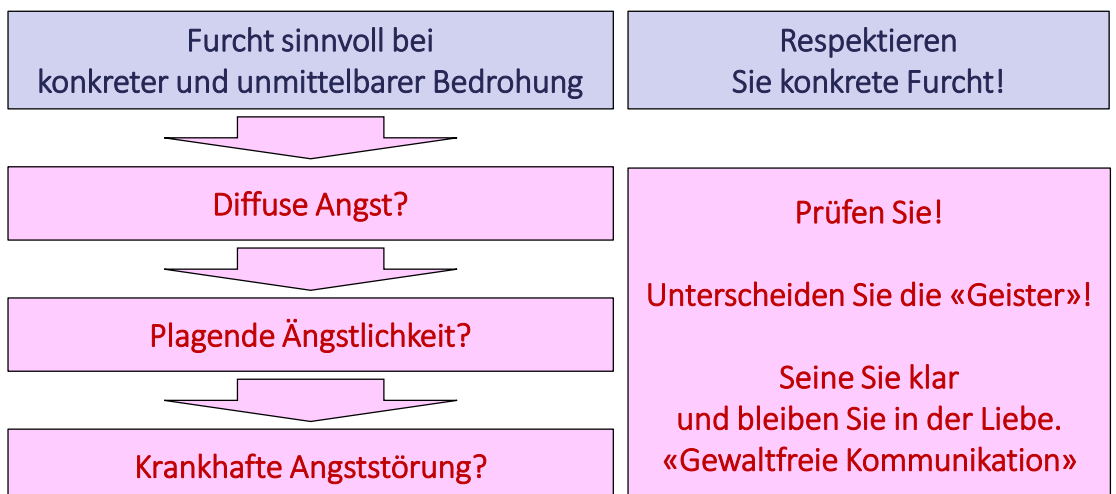 Furcht sinnvoll bei
konkreter und unmittelbarer Bedrohung
Respektieren
Sie konkrete Furcht!
Diffuse Angst?
Plagende Ängstlichkeit?
Krankhafte Angststörung?
Prüfen Sie!
Unterscheiden Sie die «Geister»!
Seine Sie klar
und bleiben Sie in der Liebe.
«Gewaltfreie Kommunikation»